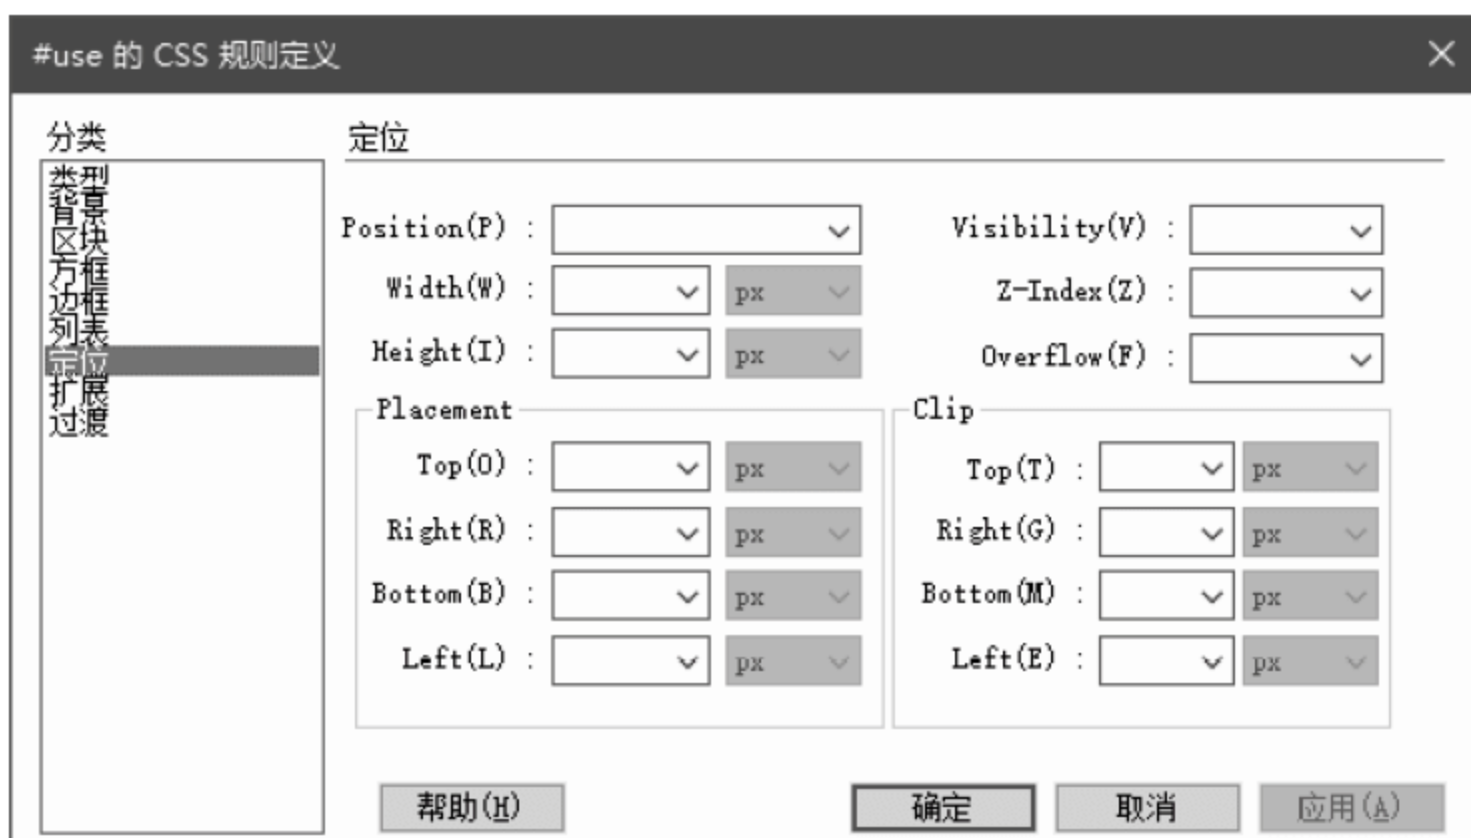 #use 的 CSS 规则定义
分类
类型
背景
区块
方框
边框
列表
定位
扩展
过渡
定位
Position(P) :
Visibility(V) :
Width(W) : px
Z-Index(Z) :
Height(I) : px
Overflow(F) :
Placement
Top(O) : px
Right(R) : px
Bottom(B) : px
Left(L) : px
Clip
Top(T) : px
Right(G) : px
Bottom(M) : px
Left(E) : px
帮助(H)
确定
取消
应用(A)